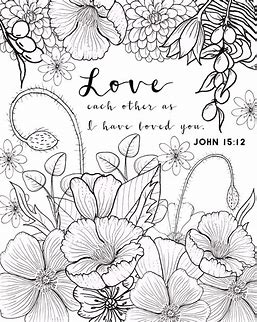 Love
each other as
I have loved you.
JOHN 15:12